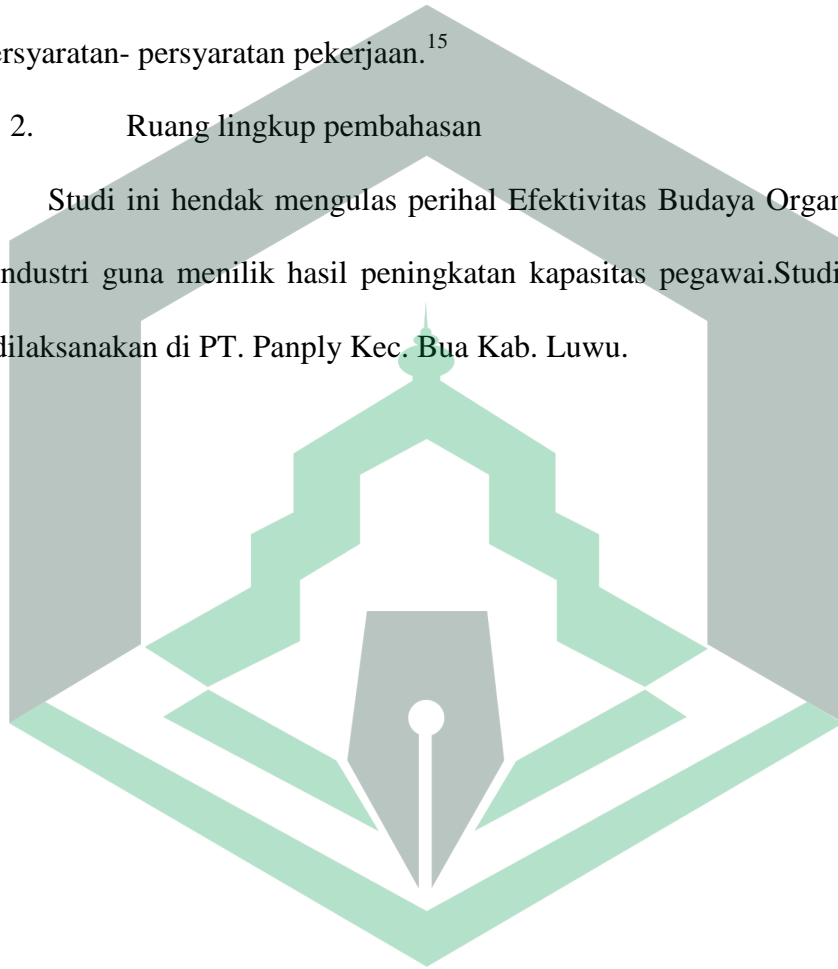 ersyaratan- persyaratan pekerjaan.15
2. Ruang lingkup pembahasan
Studi ini hendak mengulas perihal Efektivitas Budaya Organ
ndustri guna menilik hasil peningkatan kapasitas pegawai.Studi
dilaksanakan di PT. Panply Kec. Bua Kab. Luwu.